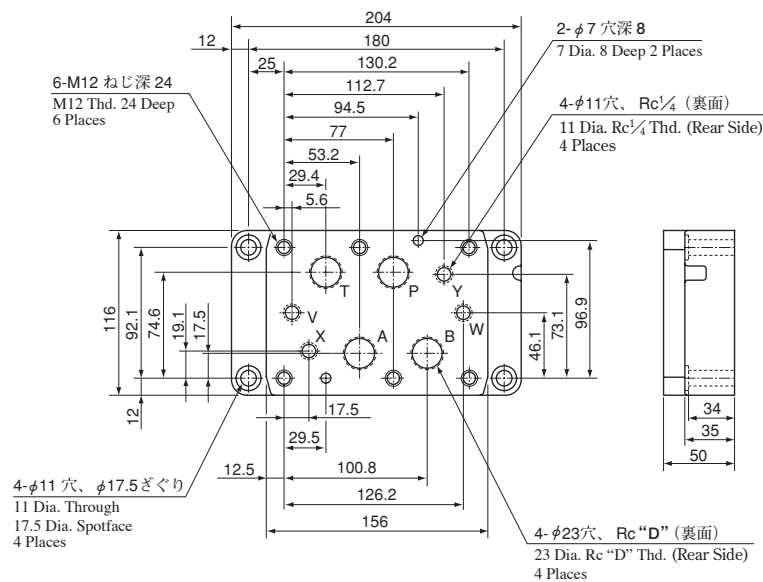 204
12
180
25
130.2
112.7
94.5
77
53.2
29.4
5.6
2-φ7 穴深 8
7 Dia. 8 Deep 2 Places
6-M12 ねじ深 24
M12 Thd. 24 Deep
6 Places
4-φ11穴、 Rc¼ (裏面)
11 Dia. Rc¼ Thd. (Rear Side)
4 Places
T
P
Y
V
W
X
A
B
116
92.1
74.6
19.1
17.5
12
46.1
73.1
96.9
17.5
29.5
12.5
100.8
126.2
156
34
35
50
4-φ11 穴、 φ17.5ざぐり
11 Dia. Through
17.5 Dia. Spotface
4 Places
4-φ23穴、 Rc “D” (裏面)
23 Dia. Rc “D” Thd. (Rear Side)
4 Places